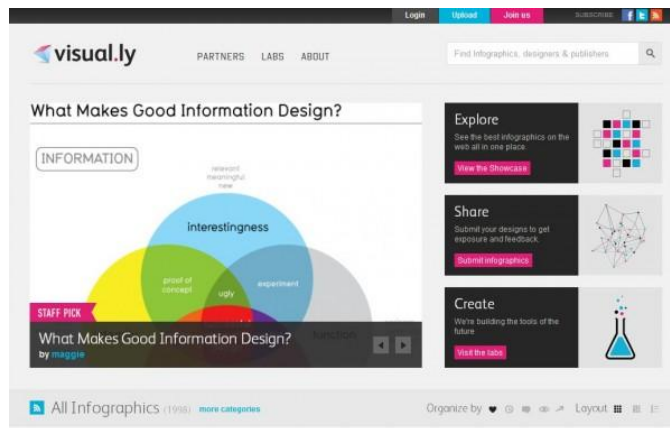 Login Upload Join us SUBSCRIBE
visual.ly PARTNERS LABS ABOUT Find Infographics, designers & publishers
What Makes Good Information Design?
INFORMATION
relevant
meaningful
new
interestingness
proof of
concept
experiment
ugly
function
STAFF PICK
What Makes Good Information Design?
by maggie
Explore
See the best infographics on the
web all in one place.
View the Showcase
Share
Submit your designs to get
exposure and feedback.
Submit infographics
Create
We're building the tools of the
future
Visit the labs
All Infographics (1998) more categories Organize by Layout